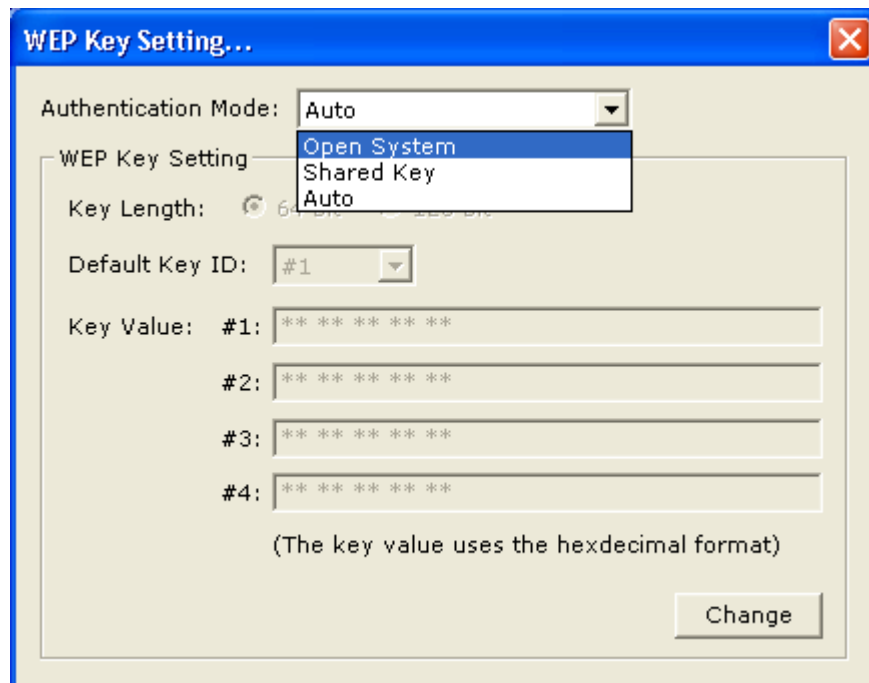 WEP Key Setting...
Authentication Mode: Auto
Open System
WEP Key Setting
Shared Key
Auto
Key Length:
Default Key ID: #1
Key Value: #1: ** ** ** ** **
#2: ** ** ** ** **
#3: ** ** ** ** **
#4: ** ** ** ** **
(The key value uses the hexdecimal format)
Change